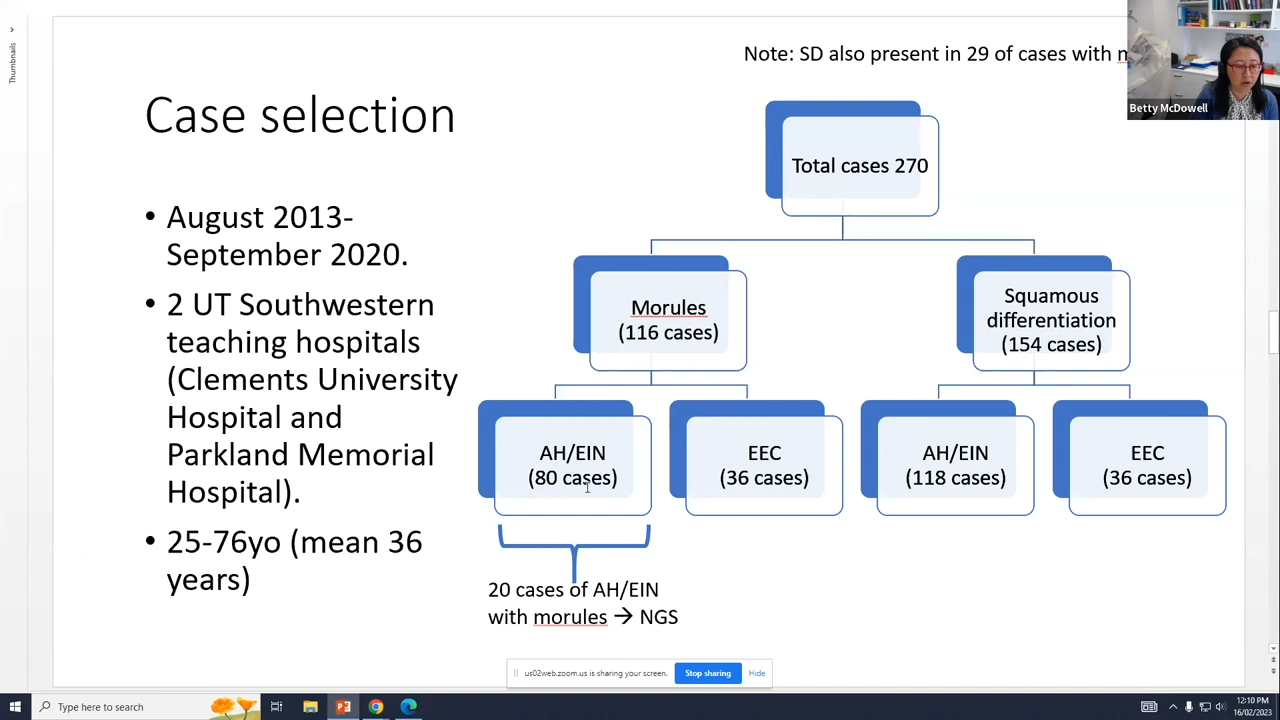 Thumbnails
Note: SD also present in 29 of cases with
Betty McDowell
Case selection
• August 2013-
September 2020.
• 2 UT Southwestern
teaching hospitals
(Clements University
Hospital and
Parkland Memorial
Hospital).
• 25-76yo (mean 36
years)
Total cases 270
Morules
(116 cases)
Squamous
differentiation
(154 cases)
AH/EIN
(80 cases)
EEC
(36 cases)
AH/EIN
(118 cases)
EEC
(36 cases)
20 cases of AH/EIN
with morules → NGS
us02web.zoom.us is sharing your screen.
Stop sharing
Hide
Type here to search
12:10 PM
16/02/2023